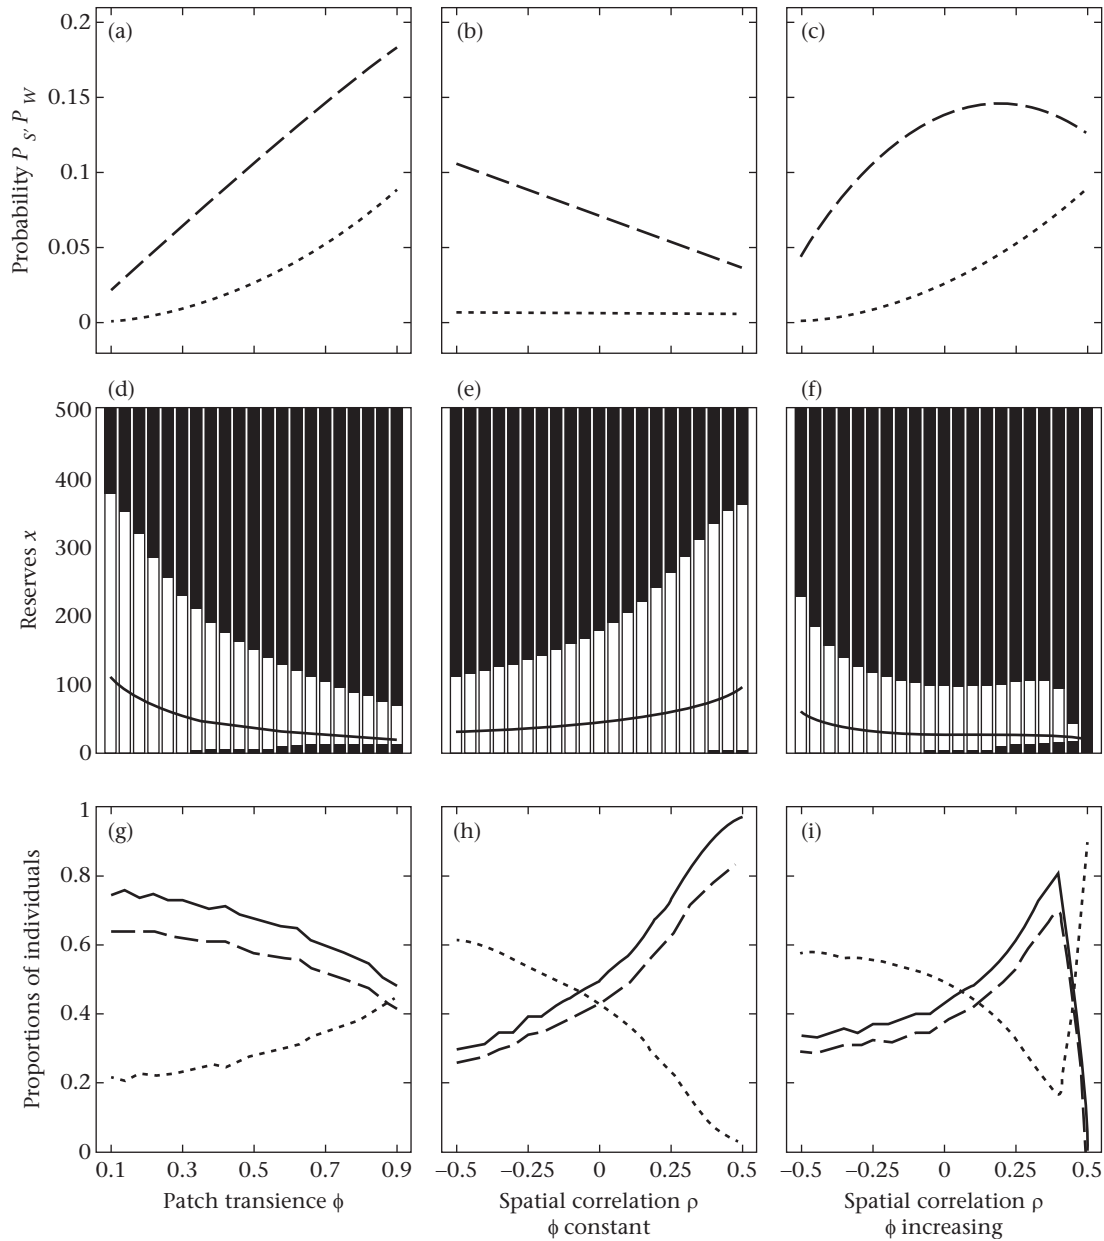 (a)
(b)
(c)
0.2
0.15
0.1
0.05
0
Probability P S, P W
(d)
(e)
(f)
500
400
300
200
100
0
Reserves x
(g)
(h)
(i)
1
0.8
0.6
0.4
0.2
0
Proportions of individuals
0.1 0.3 0.5 0.7 0.9
–0.5 –0.25 0 0.25 0.5
–0.5 –0.25 0 0.25 0.5
Patch transience ϕ
Spatial correlation ρ
ϕ constant
Spatial correlation ρ
ϕ increasing